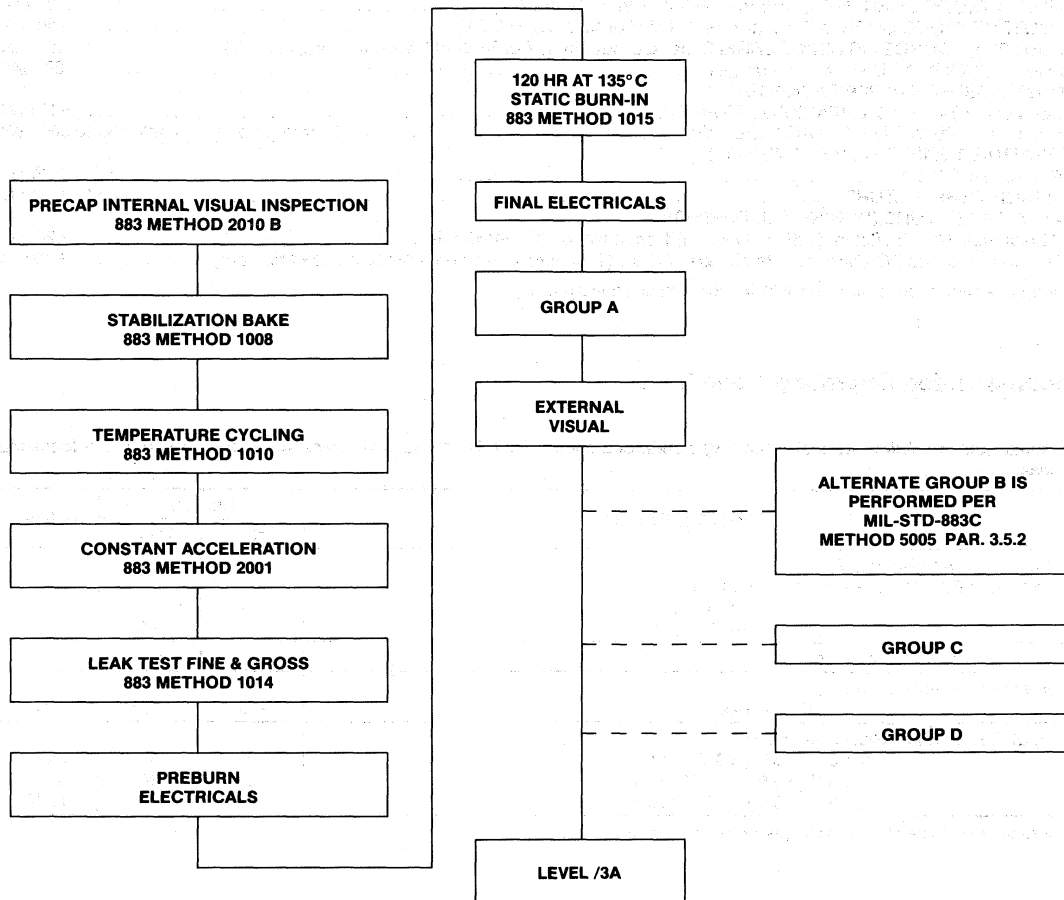 PRECAP INTERNAL VISUAL INSPECTION
883 METHOD 2010 B
STABILIZATION BAKE
883 METHOD 1008
TEMPERATURE CYCLING
883 METHOD 1010
CONSTANT ACCELERATION
883 METHOD 2001
LEAK TEST FINE & GROSS
883 METHOD 1014
PREBURN
ELECTRICALS
120 HR AT 135° C
STATIC BURN-IN
883 METHOD 1015
FINAL ELECTRICALS
GROUP A
EXTERNAL
VISUAL
ALTERNATE GROUP B IS
PERFORMED PER
MIL-STD-883C
METHOD 5005 PAR. 3.5.2
GROUP C
GROUP D
LEVEL /3A